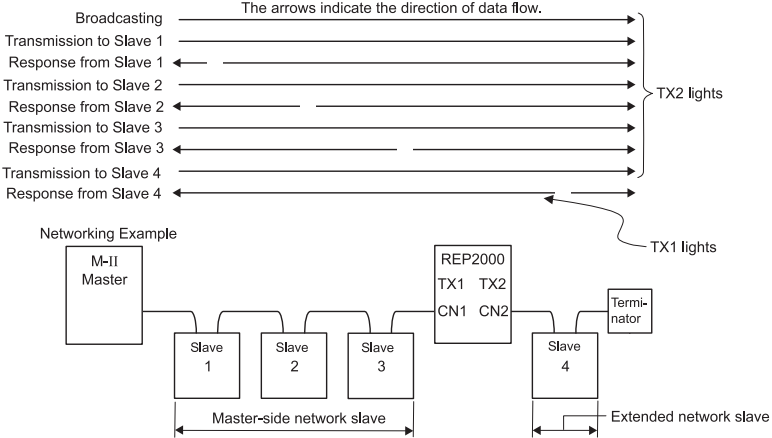 The arrows indicate the direction of data flow.
Broadcasting
Transmission to Slave 1
Response from Slave 1
Transmission to Slave 2
Response from Slave 2
Transmission to Slave 3
Response from Slave 3
Transmission to Slave 4
Response from Slave 4
TX2 lights
TX1 lights
Networking Example
M-II
Master
REP2000
TX1 TX2
CN1 CN2
Termi-
nator
Slave
1
Slave
2
Slave
3
Slave
4
Master-side network slave
Extended network slave